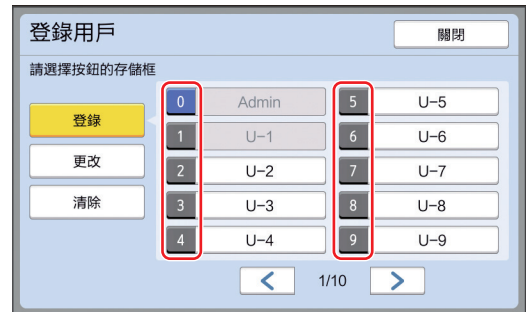 登錄用戶
關閉
請選擇按鈕的存儲框
登錄
更改
清除
0 Admin 5 U-5
1 U-1 6 U-6
2 U-2 7 U-7
3 U-3 8 U-8
4 U-4 9 U-9
< 1/10 >